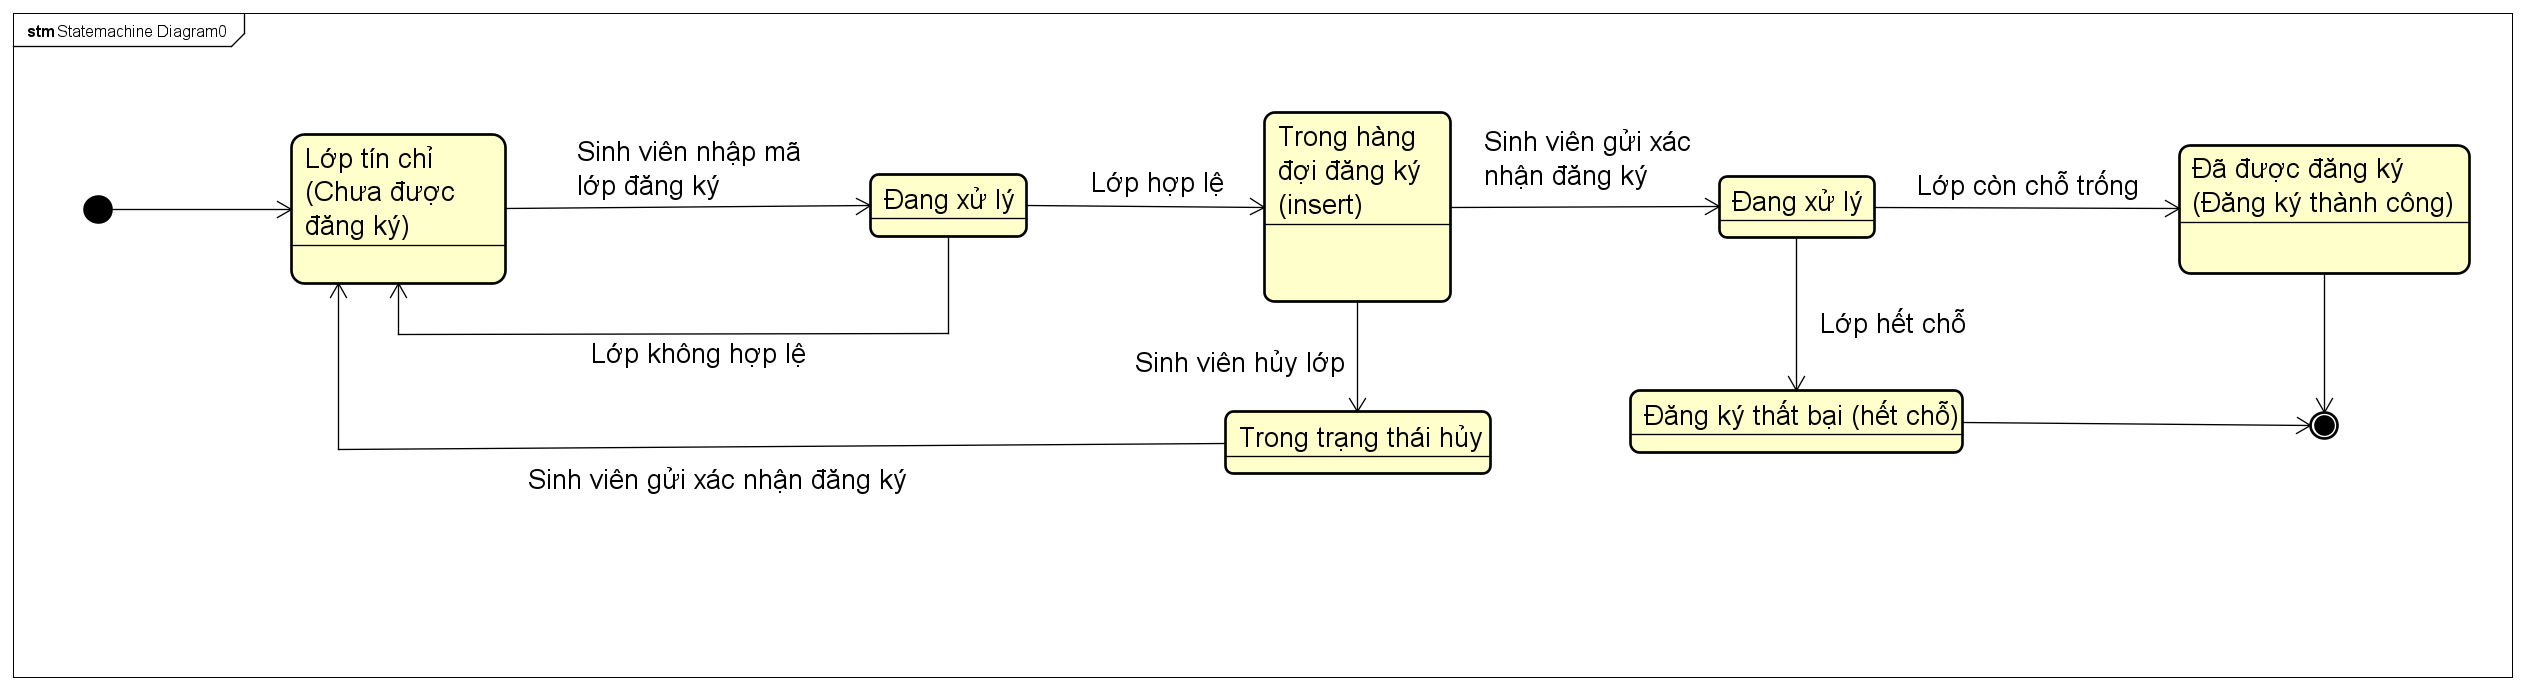 stm Statemachine Diagram0
Lớp tín chỉ
(Chưa được
đăng ký)
Sinh viên nhập mã
lớp đăng ký
Đang xử lý
Lớp hợp lệ
Trong hàng
đợi đăng ký
(insert)
Sinh viên gửi xác
nhận đăng ký
Đang xử lý
Lớp còn chỗ trống
Đã được đăng ký
(Đăng ký thành công)
Lớp không hợp lệ
Sinh viên hủy lớp
Lớp hết chỗ
Trong trạng thái hủy
Đăng ký thất bại (hết chỗ)
Sinh viên gửi xác nhận đăng ký